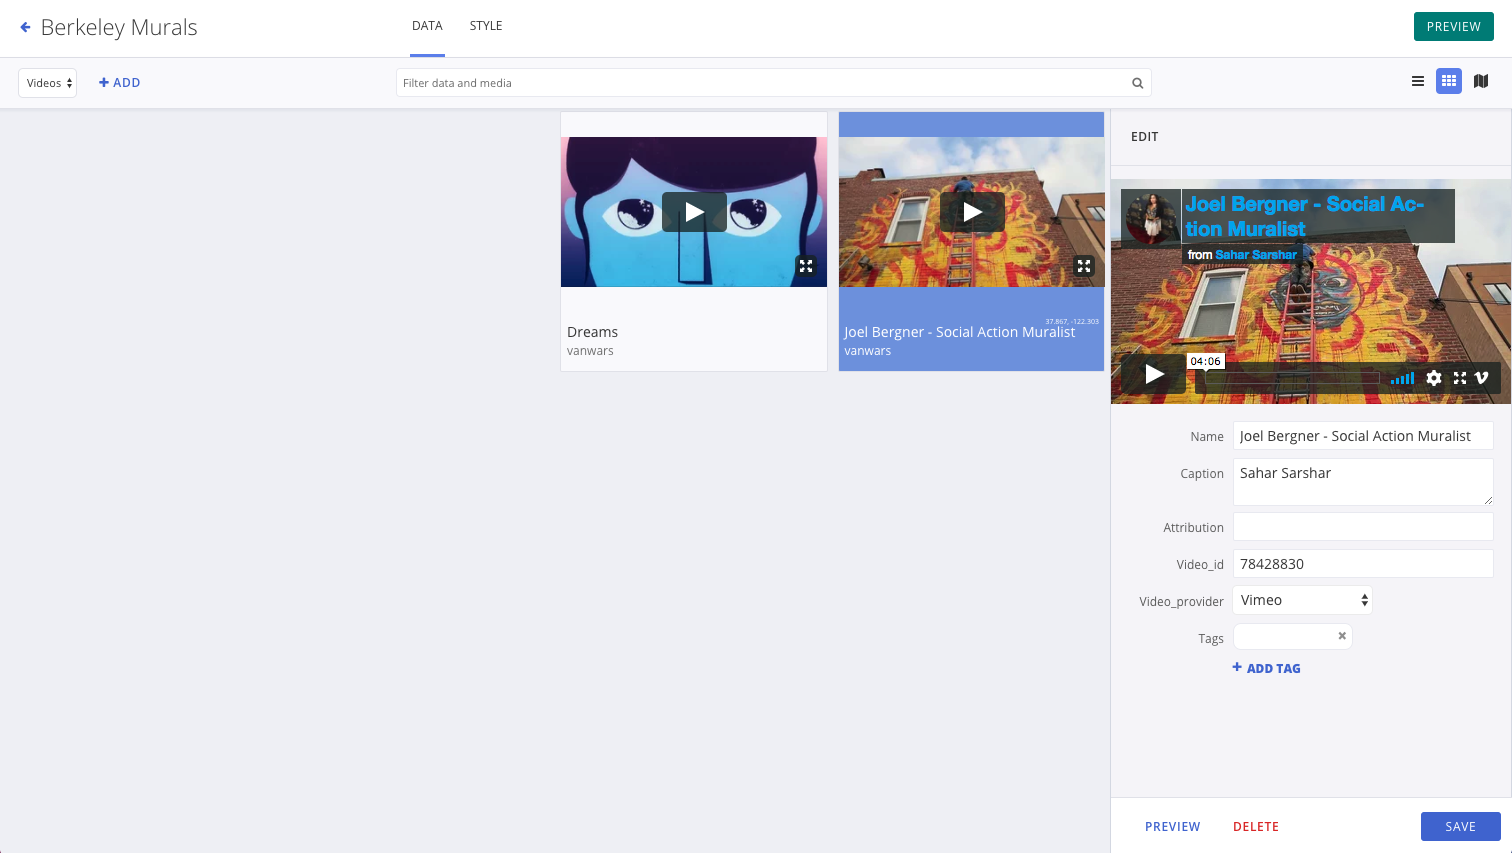 Berkeley Murals
DATA
STYLE
PREVIEW
Videos
+ ADD
Filter data and media
Dreams
vanwars
37.867, -122.303
Joel Bergner - Social Action Muralist
vanwars
EDIT
Joel Bergner - Social Ac-
tion Muralist
from Sahar Sarshar
04:06
Name
Joel Bergner - Social Action Muralist
Caption
Sahar Sarshar
Attribution
Video_id
78428830
Video_provider
Vimeo
Tags
+ ADD TAG
PREVIEW
DELETE
SAVE